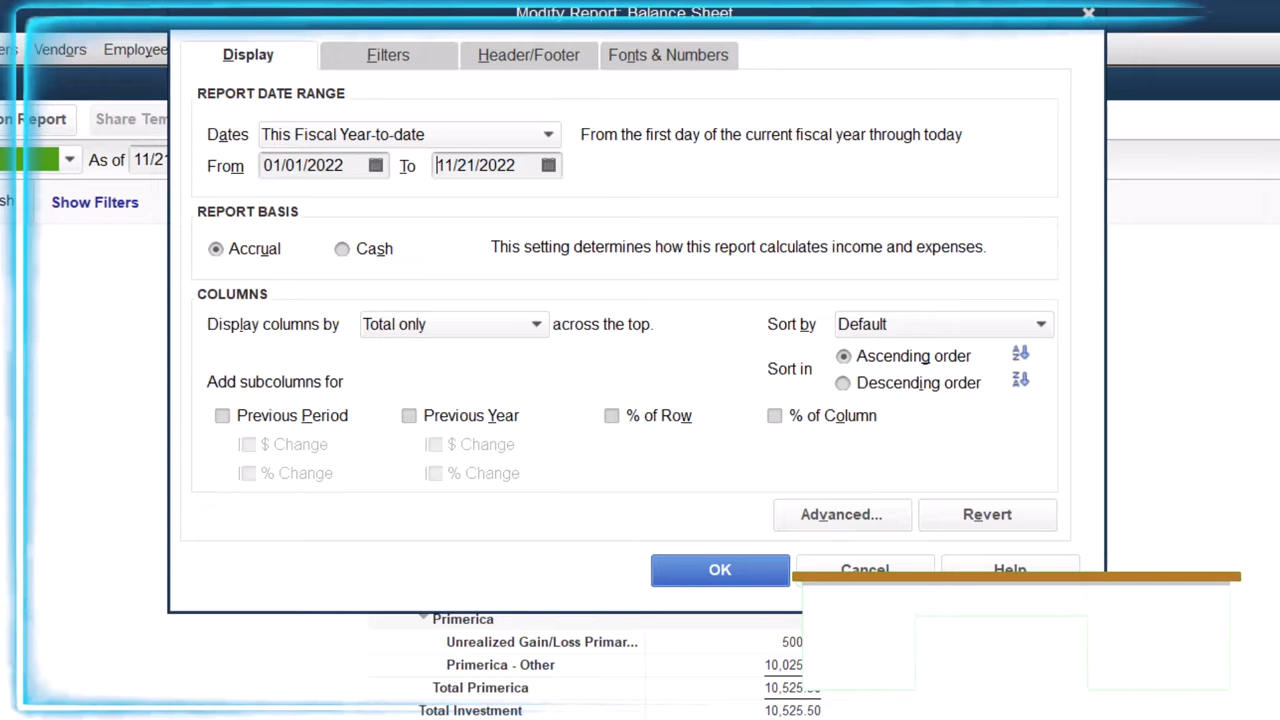 Modify Report: Balance Sheet
Vendors Employee
Display Filters Header/Footer Fonts & Numbers
REPORT DATE RANGE
on Report Share Tem
Dates This Fiscal Year-to-date From the first day of the current fiscal year through today
As of 11/21
From 01/01/2022 To 11/21/2022
Show Filters
REPORT BASIS
Accrual Cash This setting determines how this report calculates income and expenses.
COLUMNS
Display columns by Total only across the top. Sort by Default
Sort in Ascending order
Descending order
Add subcolumns for
Previous Period Previous Year % of Row % of Column
$ Change $ Change
% Change % Change
Advanced... Revert
OK Cancel Help
Primerica
Unrealized Gain/Loss Primar... 500
Primerica - Other 10,025
Total Primerica 10,525.50
Total Investment 10,525.50